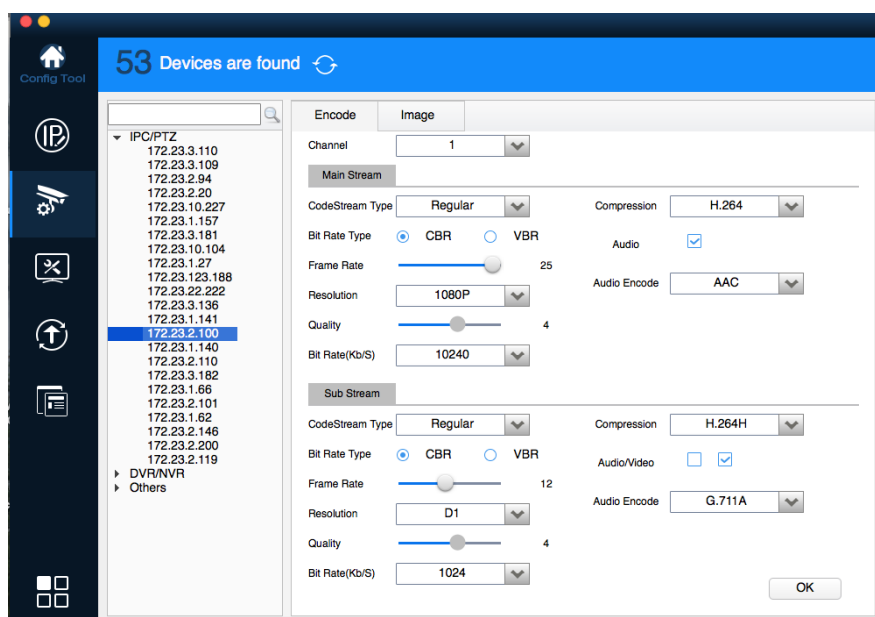 Config Tool
53 Devices are found
IPC/PTZ
172.23.3.110
172.23.3.109
172.23.2.94
172.23.2.20
172.23.10.227
172.23.1.157
172.23.3.181
172.23.10.104
172.23.1.27
172.23.123.188
172.23.22.222
172.23.3.136
172.23.1.141
172.23.2.100
172.23.1.140
172.23.2.110
172.23.3.182
172.23.1.66
172.23.2.101
172.23.1.62
172.23.2.146
172.23.2.200
172.23.2.119
DVR/NVR
Others
Encode Image
Channel 1
Main Stream
CodeStream Type Regular Compression H.264
Bit Rate Type CBR VBR Audio
Frame Rate 25
Resolution 1080P Audio Encode AAC
Quality 4
Bit Rate(Kb/S) 10240
Sub Stream
CodeStream Type Regular Compression H.264H
Bit Rate Type CBR VBR Audio/Video
Frame Rate 12
Resolution D1 Audio Encode G.711A
Quality 4
Bit Rate(Kb/S) 1024
OK
IP